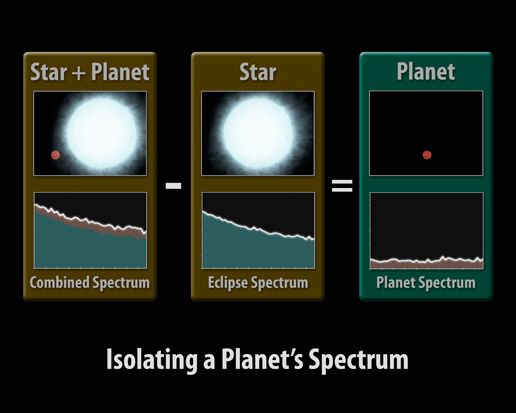 Star + Planet
Star
Planet
-
=
Combined Spectrum
Eclipse Spectrum
Planet Spectrum
Isolating a Planet's Spectrum